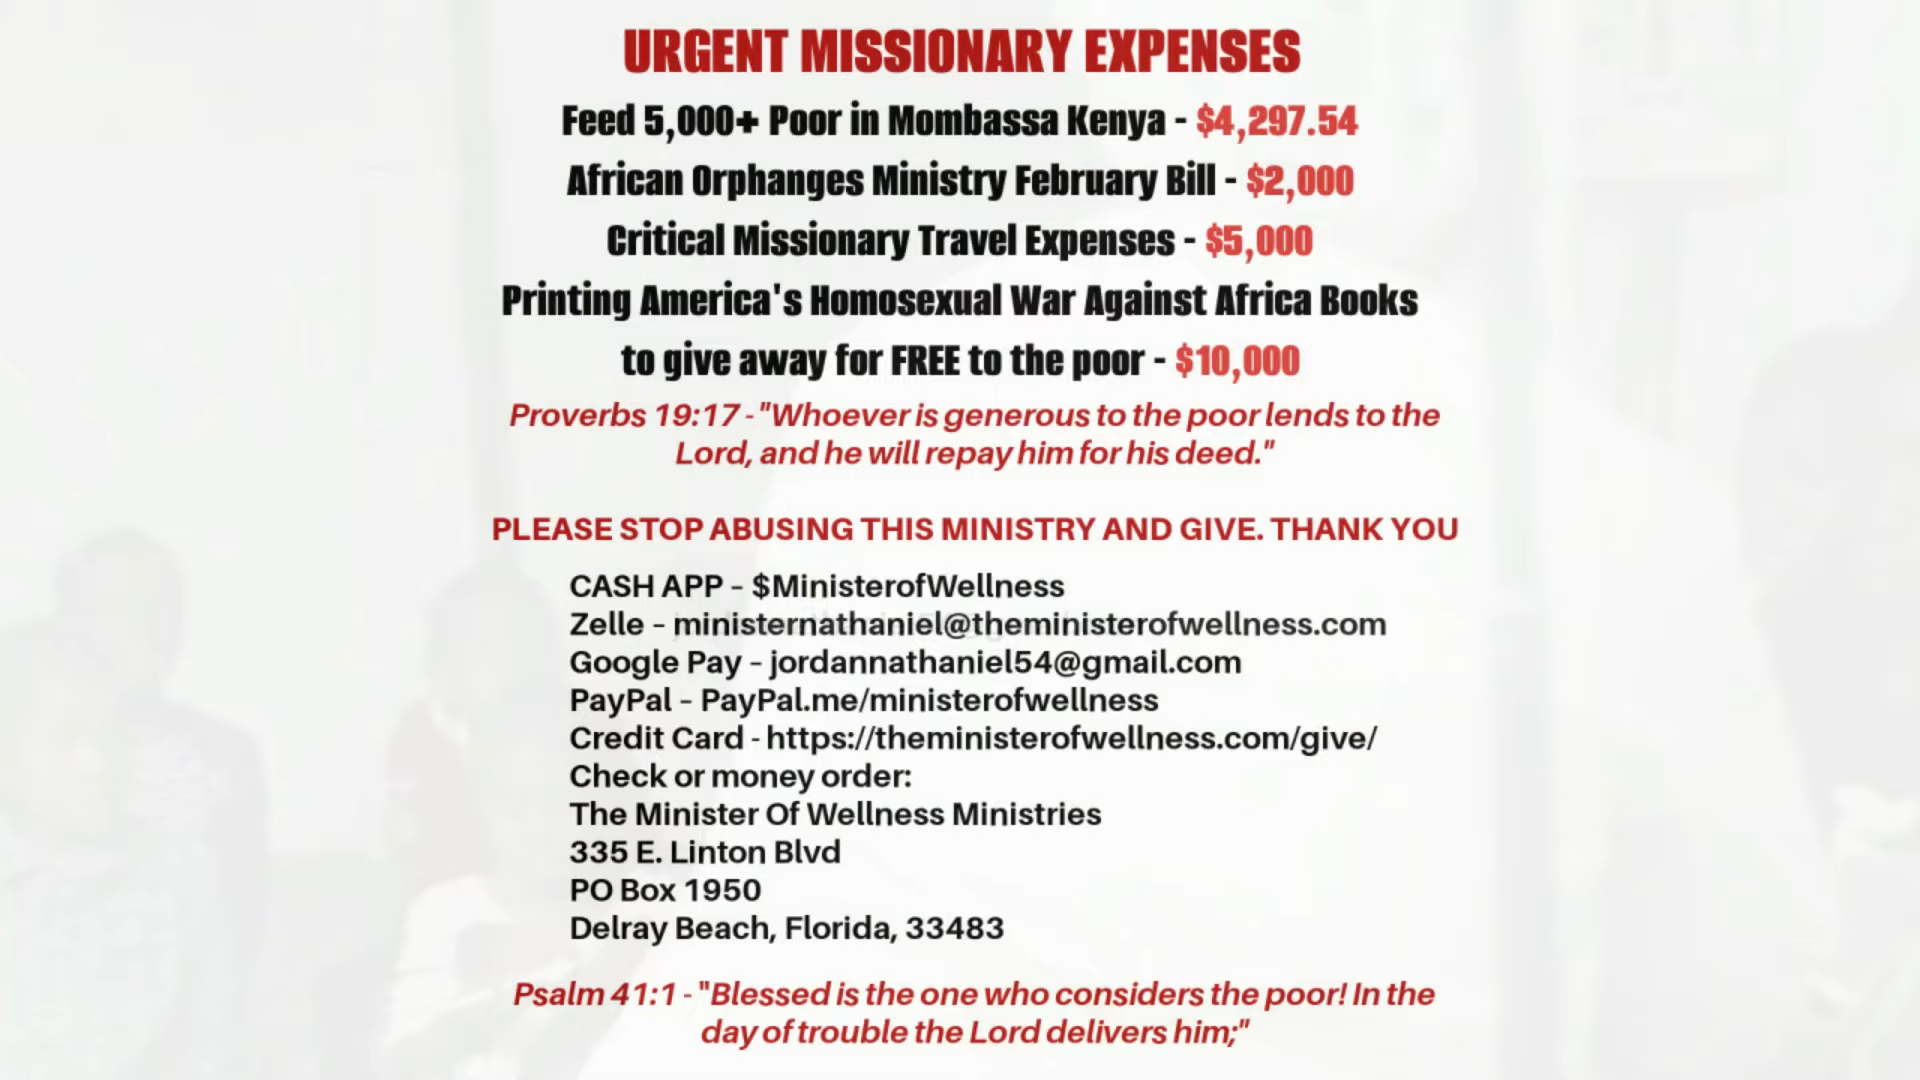 URGENT MISSIONARY EXPENSES
Feed 5,000+ Poor in Mombassa Kenya - $4,297.54
African Orphanges Ministry February Bill - $2,000
Critical Missionary Travel Expenses - $5,000
Printing America's Homosexual War Against Africa Books
to give away for FREE to the poor - $10,000
Proverbs 19:17 - "Whoever is generous to the poor lends to the
Lord, and he will repay him for his deed."
PLEASE STOP ABUSING THIS MINISTRY AND GIVE. THANK YOU
CASH APP – $MinisterofWellness
Zelle – ministernathaniel@theministerofwellness.com
Google Pay – jordannathaniel54@gmail.com
PayPal – PayPal.me/ministerofwellness
Credit Card - https://theministerofwellness.com/give/
Check or money order:
The Minister Of Wellness Ministries
335 E. Linton Blvd
PO Box 1950
Delray Beach, Florida, 33483
Psalm 41:1 - "Blessed is the one who considers the poor! In the
day of trouble the Lord delivers him;"